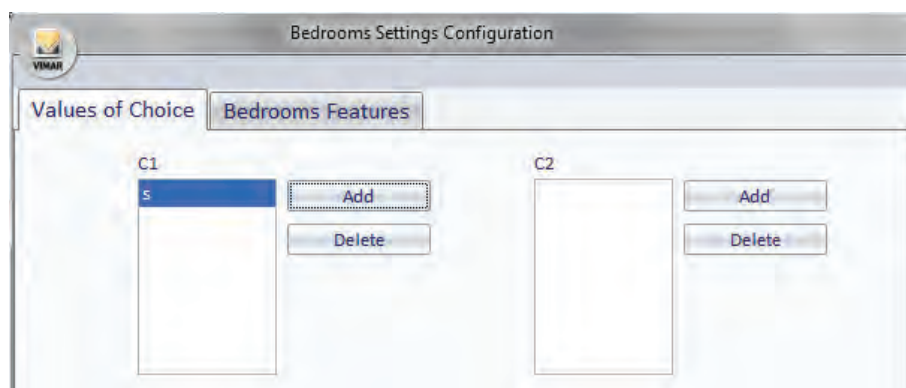 Bedrooms Settings Configuration
VIMAR
Values of Choice Bedrooms Features
C1 C2
s Add Add
Delete Delete